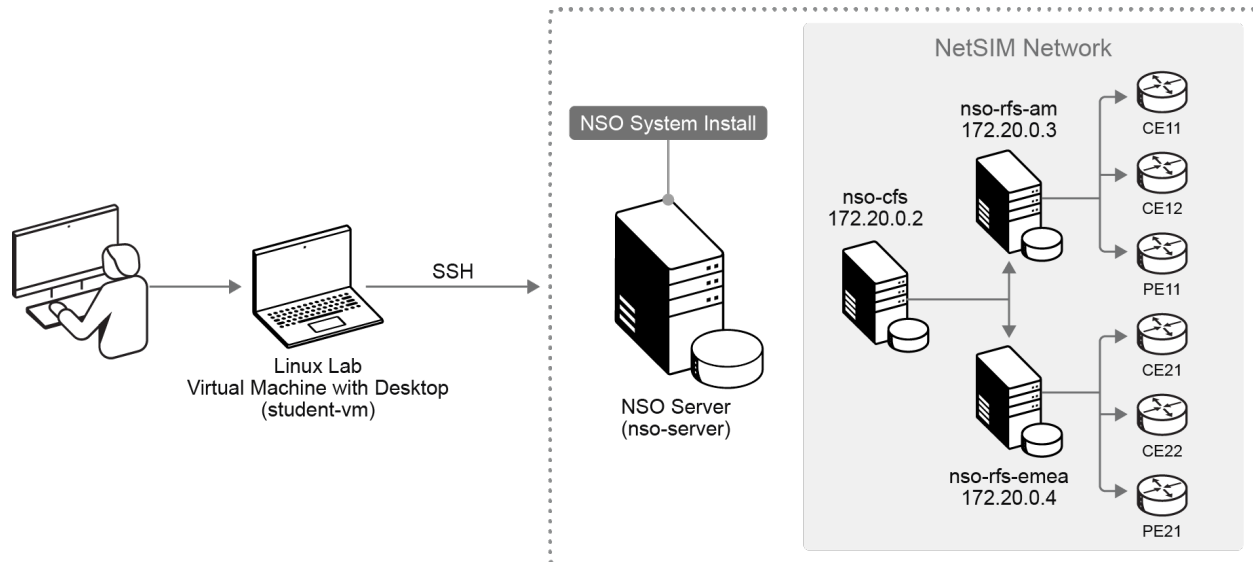 NetSIM Network
NSO System Install
nso-rfs-am
172.20.0.3
CE11
CE12
PE11
nso-cfs
172.20.0.2
SSH
Linux Lab
Virtual Machine with Desktop
(student-vm)
NSO Server
(nso-server)
nso-rfs-emea
172.20.0.4
CE21
CE22
PE21